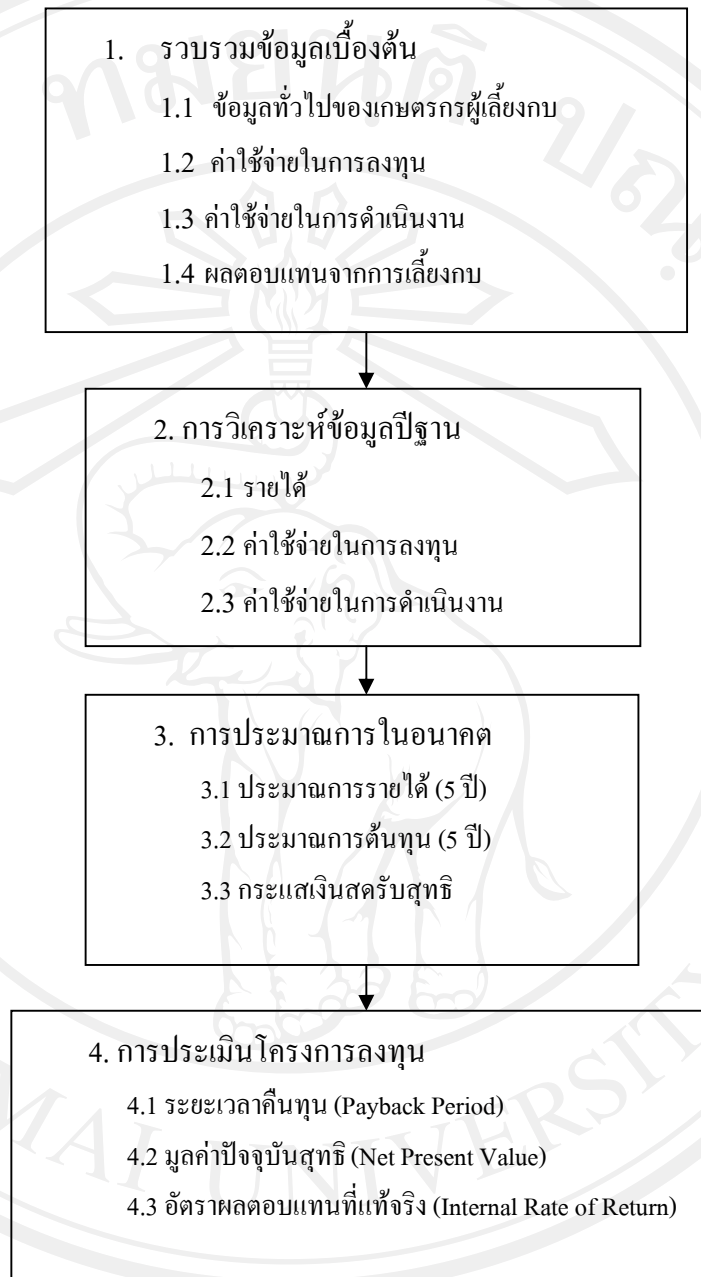 1. รวบรวมข้อมูลเบื้องต้น
1.1 ข้อมูลทั่วไปของเกษตรกรผู้เลี้ยงกบ
1.2 ค่าใช้จ่ายในการลงทุน
1.3 ค่าใช้จ่ายในการดำเนินงาน
1.4 ผลตอบแทนจากการเลี้ยงกบ
2. การวิเคราะห์ข้อมูลปีฐาน
2.1 รายได้
2.2 ค่าใช้จ่ายในการลงทุน
2.3 ค่าใช้จ่ายในการดำเนินงาน
3. การประมาณการในอนาคต
3.1 ประมาณการรายได้ (5 ปี)
3.2 ประมาณการต้นทุน (5 ปี)
3.3 กระแสเงินสดรับสุทธิ
4. การประเมินโครงการลงทุน
4.1 ระยะเวลาคืนทุน (Payback Period)
4.2 มูลค่าปัจจุบันสุทธิ (Net Present Value)
4.3 อัตราผลตอบแทนที่แท้จริง (Internal Rate of Return)
MAI UNIVERSITY